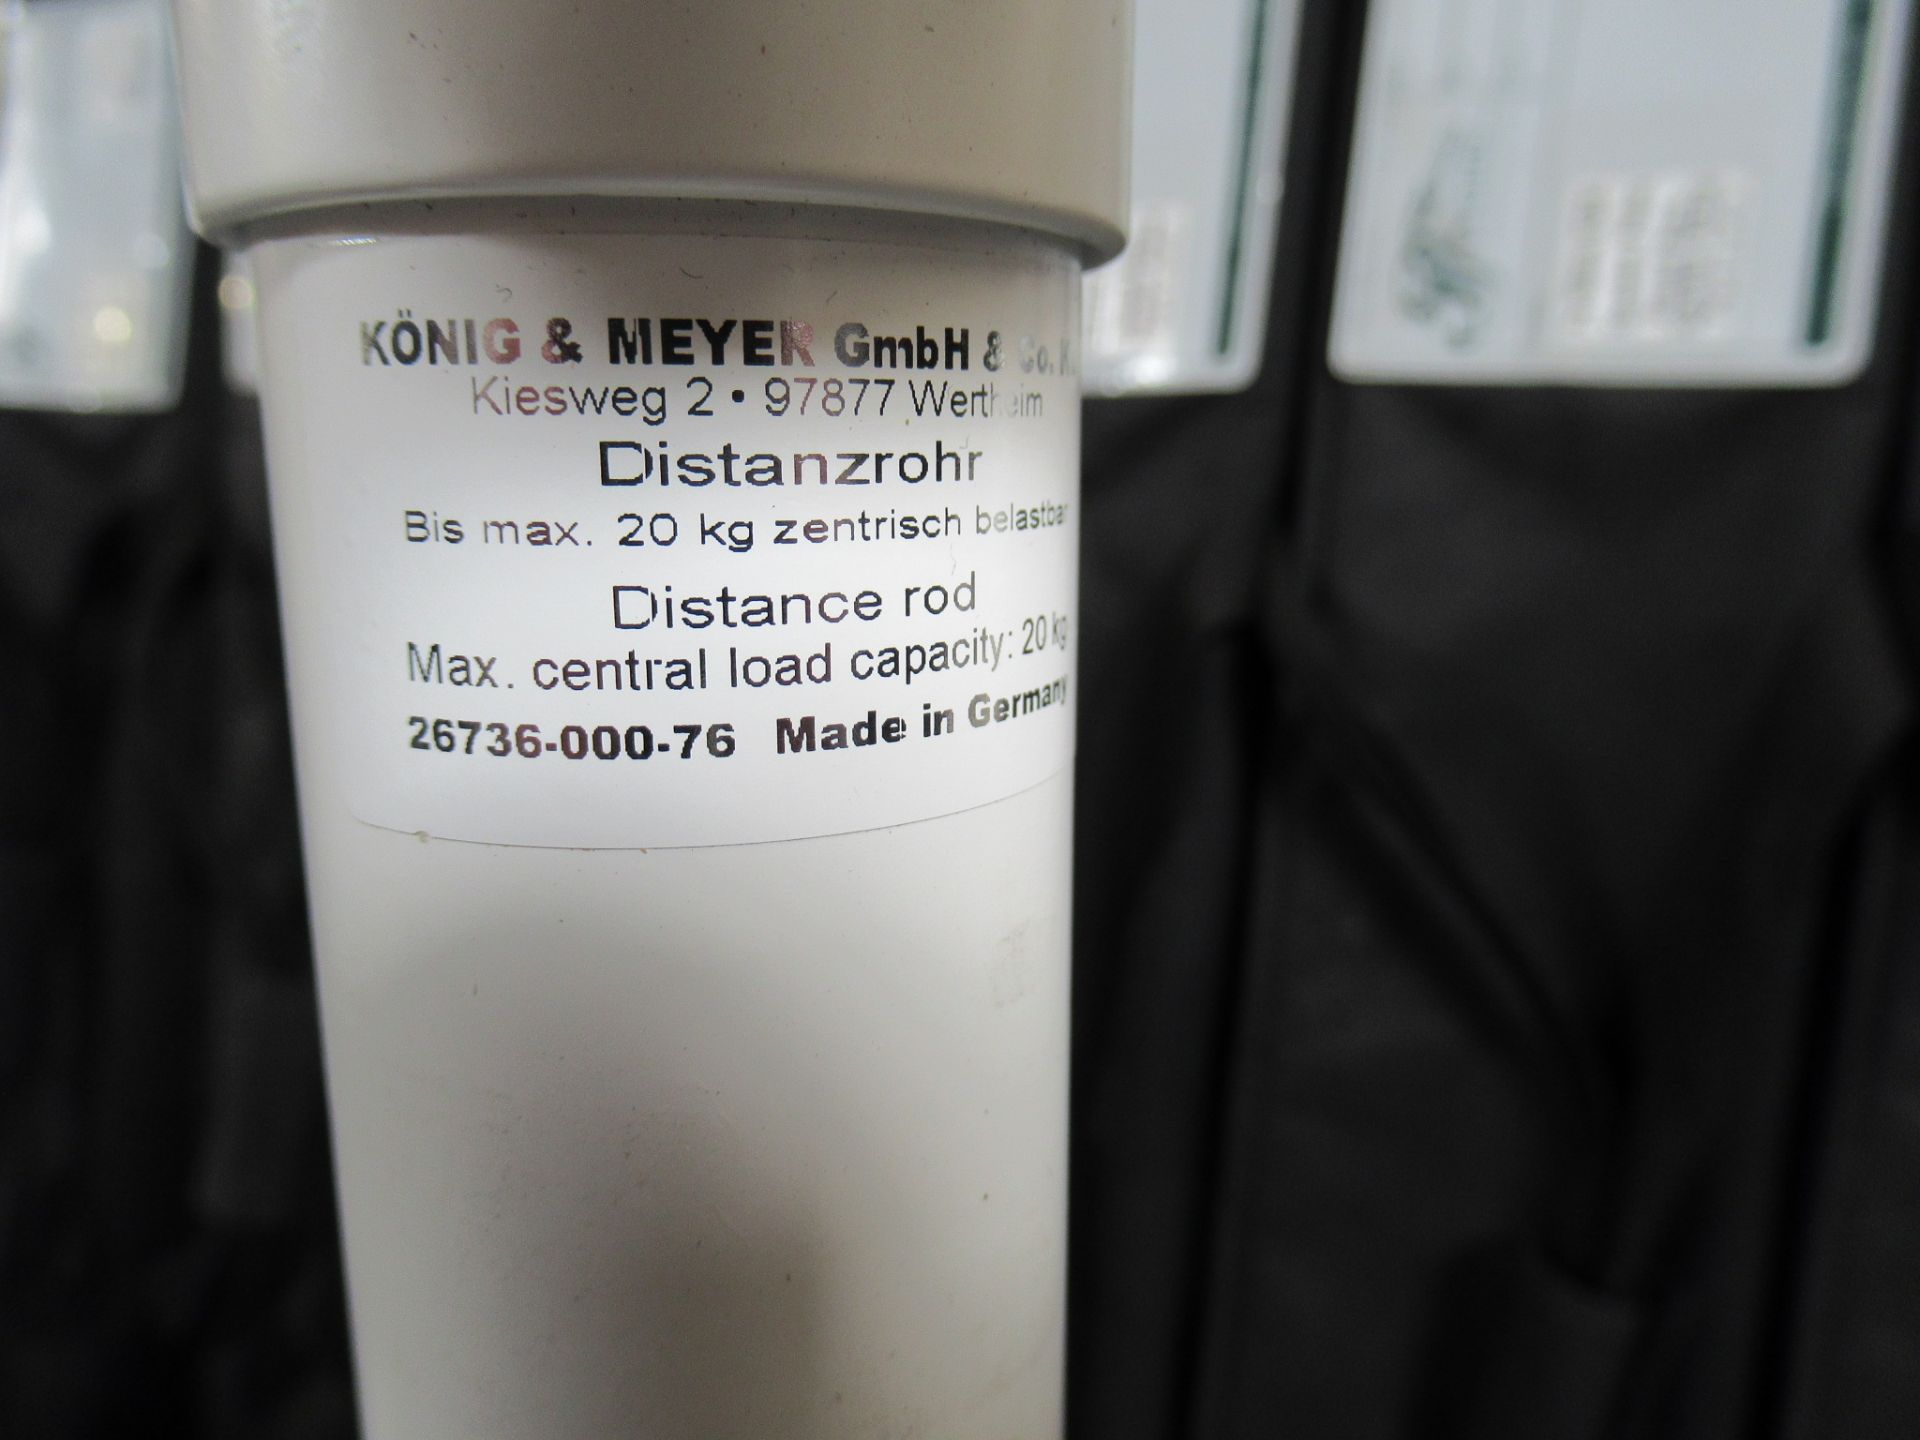 KÖNIG & MEYER GmbH & Co. K
Kiesweg 2 • 97877 Wertheim
Distanzrohr
Bis max. 20 kg zentrisch belastbar
Distance rod
Max. central load capacity: 20 kg
26736-000-76 Made in Germany